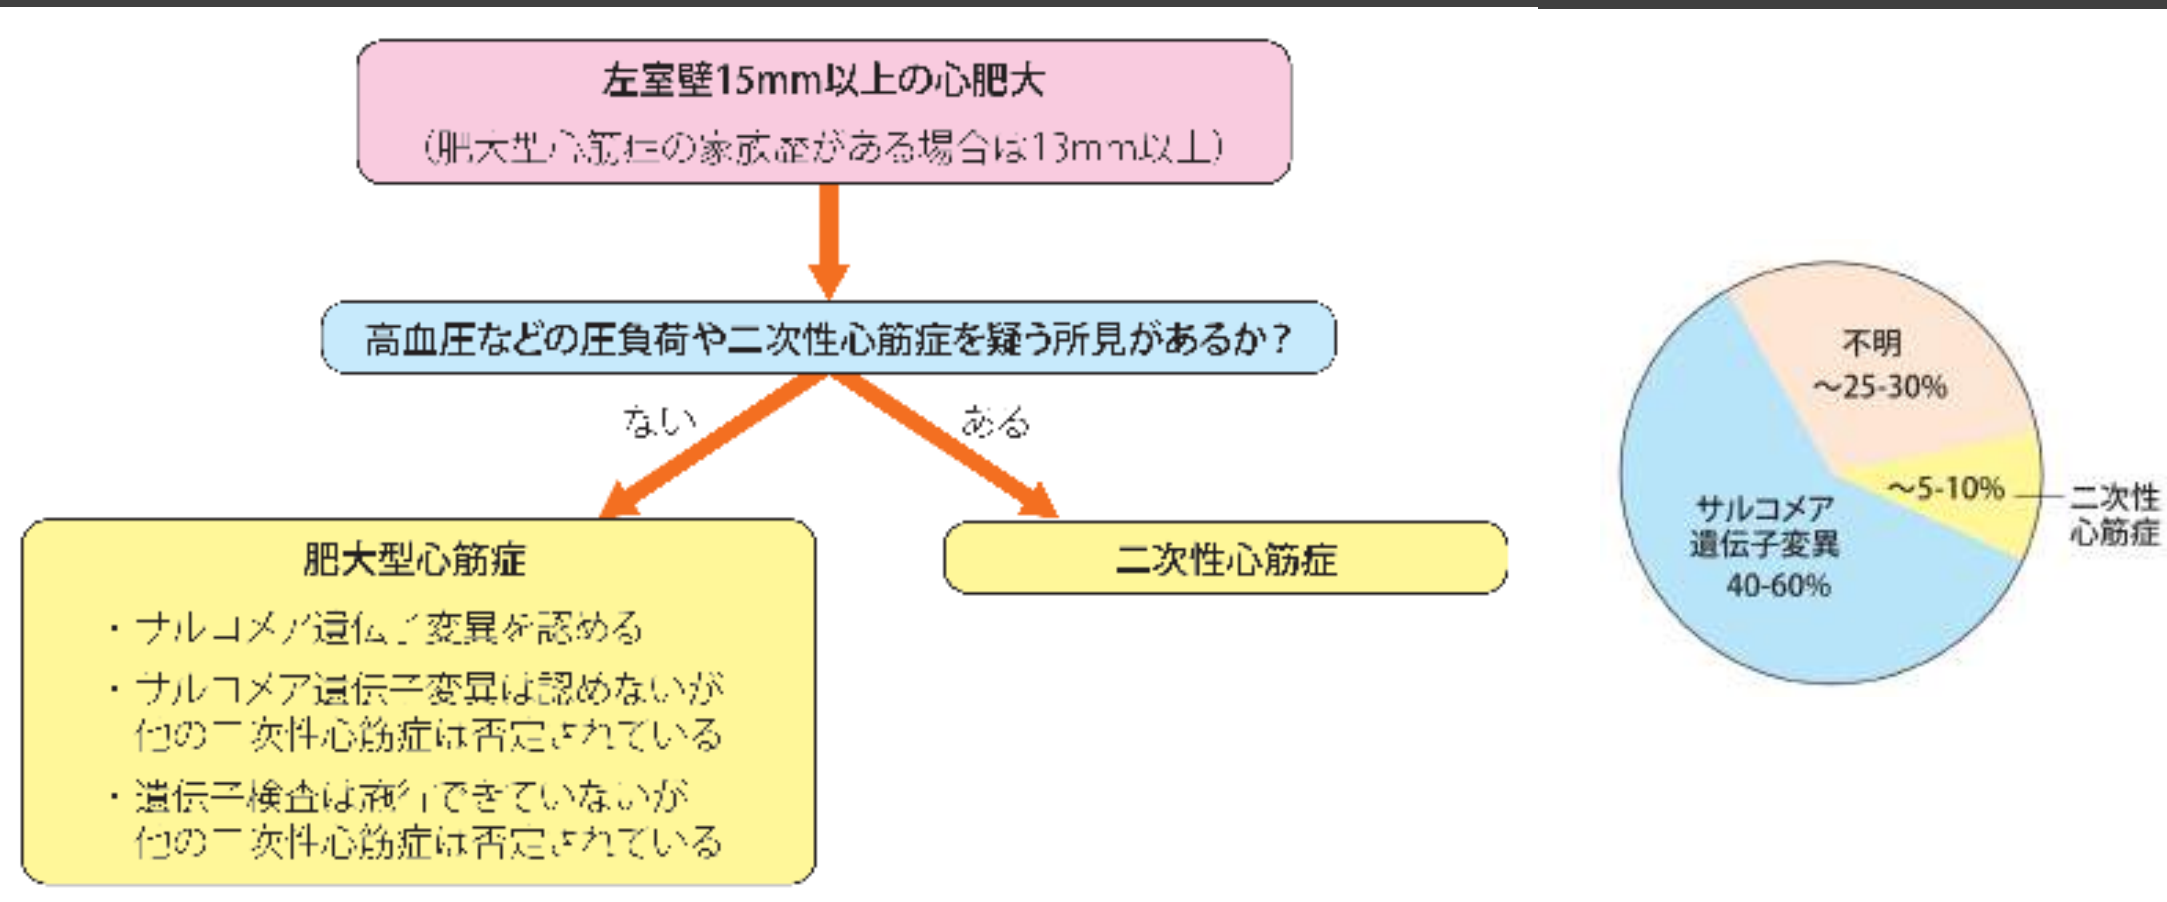 左室壁15mm以上の心肥大
（肥大型心筋症の家族歴がある場合は13mm以上）
高血圧などの圧負荷や二次性心筋症を疑う所見があるか？
ない
ある
肥大型心筋症
・サルコメア遺伝子変異を認める
・サルコメア遺伝子変異は認めないが
他の二次性心筋症は否定されている
・遺伝子検査は施行できていないが
他の二次性心筋症は否定されている
二次性心筋症
不明
～25-30%
～5-10%
二次性
心筋症
サルコメア
遺伝子変異
40-60%